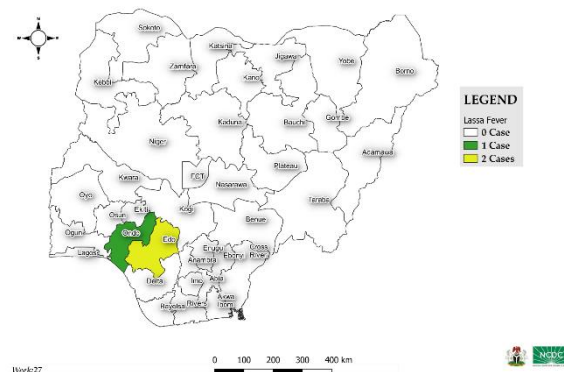 N
W
E
S
Sokoto
Katsina
Jigawa
Yobe
Borno
Zamfara
Kano
Kebbi
Kaduna
Bauchi
Gombe
Adamawa
Niger
Plateau
FCT
Nasarawa
Kwara
Taraba
Oyo
Ekiti
Kogi
Benue
Osun
Ondo
Edo
Ogun
Lagos
Enugu
Anambra
Ebonyi
Cross
River
Delta
Imo
Abia
Bayelsa
Rivers
Akwa
Ibom
LEGEND
Lassa Fever
0 Case
1 Case
2 Cases
0 100 200 300 400 km
Week27
NCDC